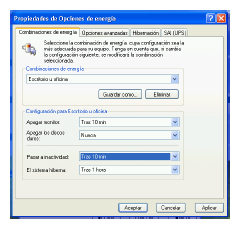 Propiedades de Opciones de energía
Combinaciones de energía
Opciones avanzadas
Hibernación
SAI (UPS)
Seleccione la combinación de energía cuya configuración sea la
más adecuada para su equipo. Tenga en cuenta que, si cambia
la configuración siguiente, se modificará la combinación
seleccionada.
Combinaciones de energía
Escritorio u oficina
Guardar como...
Eliminar
Configuración para Escritorio u oficina
Apagar monitor:
Tras 10 min
Apagar los discos
duros:
Nunca
Pasar a inactividad:
Tras 10 min
El sistema hiberna:
Tras 1 hora
Aceptar
Cancelar
Aplicar